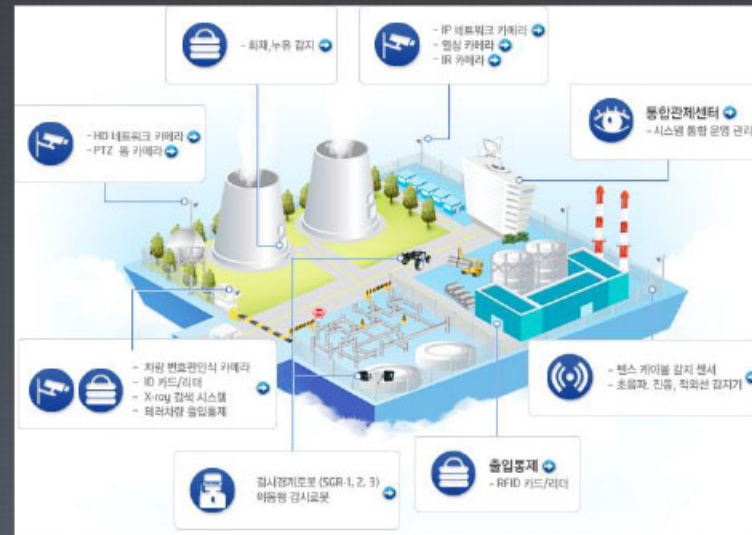 - 화재,누유 감지
- IP 네트워크 카메라
- 열상 카메라
- IR 카메라
통합관제센터
- 시스템 통합 운영 관리
- HD 네트워크 카메라
- PTZ 돔 카메라
- 차량 번호판인식 카메라
- ID 카드/리더
- X-ray 검색 시스템
- 테러차량 출입통제
- 펜스 케이블 감지 센서
- 초음파, 진동, 적외선 감지기
감시경계로봇 (SGR-1, 2, 3)
이동형 감시로봇
출입통제
- RFID 카드/리더